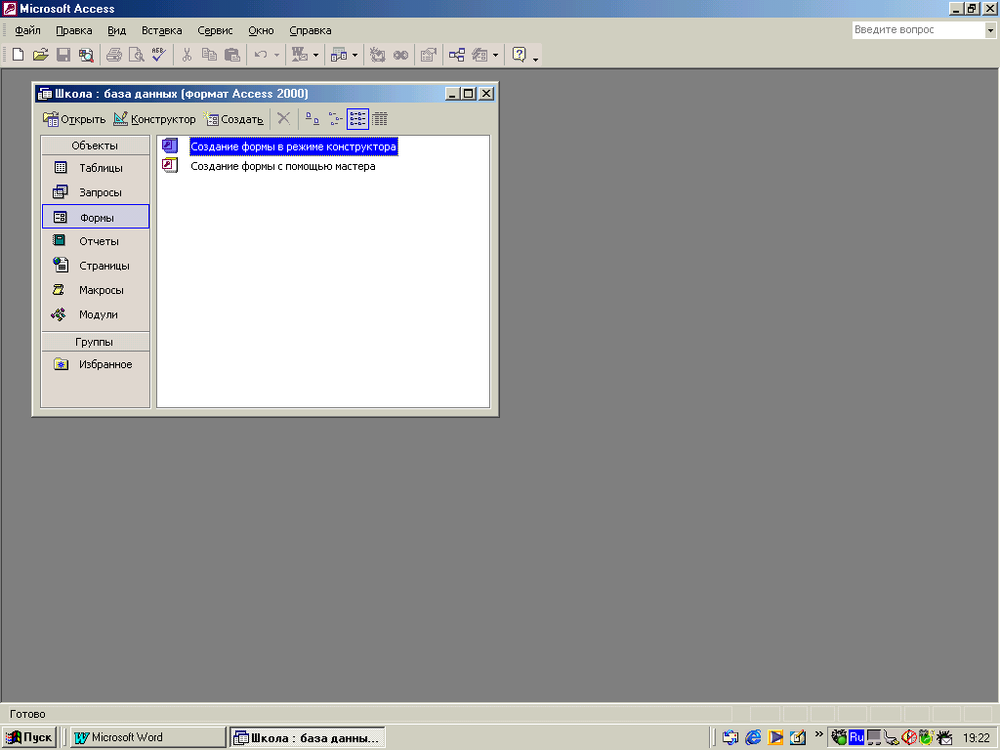 Microsoft Access
Файл Правка Вид Вставка Сервис Окно Справка
Введите вопрос
Школа : база данных (формат Access 2000)
Открыть Конструктор Создать
Объекты
Таблицы
Запросы
Формы
Отчеты
Страницы
Макросы
Модули
Группы
Избранное
Создание формы в режиме конструктора
Создание формы с помощью мастера
Готово
Пуск Microsoft Word Школа : база данны... » Ru 19:22